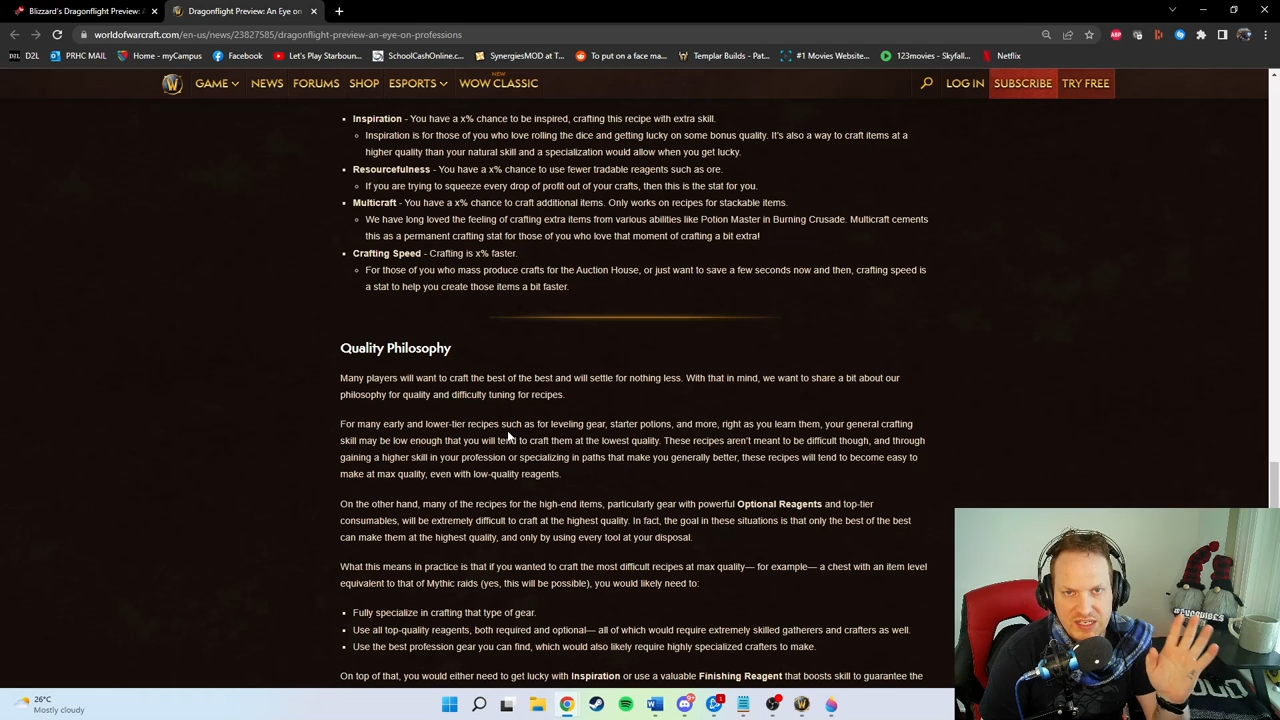 Blizzard's Dragonflight Preview: A
Dragonflight Preview: An Eye on
worldofwarcraft.com/en-us/news/23827585/dragonflight-preview-an-eye-on-professions
D2L
PRHC MAIL
Home - myCampus
Facebook
Let's Play Starboun...
SchoolCashOnline -...
SynergiesMOD at T...
To put on a face ma...
Templar Builds - Pat...
#1 Movies Website...
123movies - Skyfall...
Netflix
GAME
NEWS
FORUMS
SHOP
ESPORTS
NEW
WOW CLASSIC
LOG IN
SUBSCRIBE
TRY FREE
Inspiration - You have a x% chance to be inspired, crafting this recipe with extra skill.
Inspiration is for those of you who love rolling the dice and getting lucky on some bonus quality. It's also a way to craft items at a
higher quality than your natural skill and a specialization would allow when you get lucky.
Resourcefulness - You have a x% chance to use fewer tradable reagents such as ore.
If you are trying to squeeze every drop of profit out of your crafts, then this is the stat for you.
Multicraft - You have a x% chance to craft additional items. Only works on recipes for stackable items.
We have long loved the feeling of crafting extra items from various abilities like Potion Master in Burning Crusade. Multicraft cements
this as a permanent crafting stat for those of you who love that moment of crafting a bit extra!
Crafting Speed - Crafting is x% faster.
For those of you who mass produce crafts for the Auction House, or just want to save a few seconds now and then, crafting speed is
a stat to help you create those items a bit faster.
Quality Philosophy
Many players will want to craft the best of the best and will settle for nothing less. With that in mind, we want to share a bit about our
philosophy for quality and difficulty tuning for recipes.
For many early and lower-tier recipes such as for leveling gear, starter potions, and more, right as you learn them, your general crafting
skill may be low enough that you will tend to craft them at the lowest quality. These recipes aren't meant to be difficult though, and through
gaining a higher skill in your profession or specializing in paths that make you generally better, these recipes will tend to become easy to
make at max quality, even with low-quality reagents.
On the other hand, many of the recipes for the high-end items, particularly gear with powerful Optional Reagents and top-tier
consumables, will be extremely difficult to craft at the highest quality. In fact, the goal in these situations is that only the best of the best
can make them at the highest quality, and only by using every tool at your disposal.
What this means in practice is that if you wanted to craft the most difficult recipes at max quality— for example— a chest with an item level
equivalent to that of Mythic raids (yes, this will be possible), you would likely need to:
Fully specialize in crafting that type of gear.
Use all top-quality reagents, both required and optional— all of which would require extremely skilled gatherers and crafters as well.
Use the best profession gear you can find, which would also likely require highly specialized crafters to make.
On top of that, you would either need to get lucky with Inspiration or use a valuable Finishing Reagent that boosts skill to guarantee the
26°C
Mostly cloudy